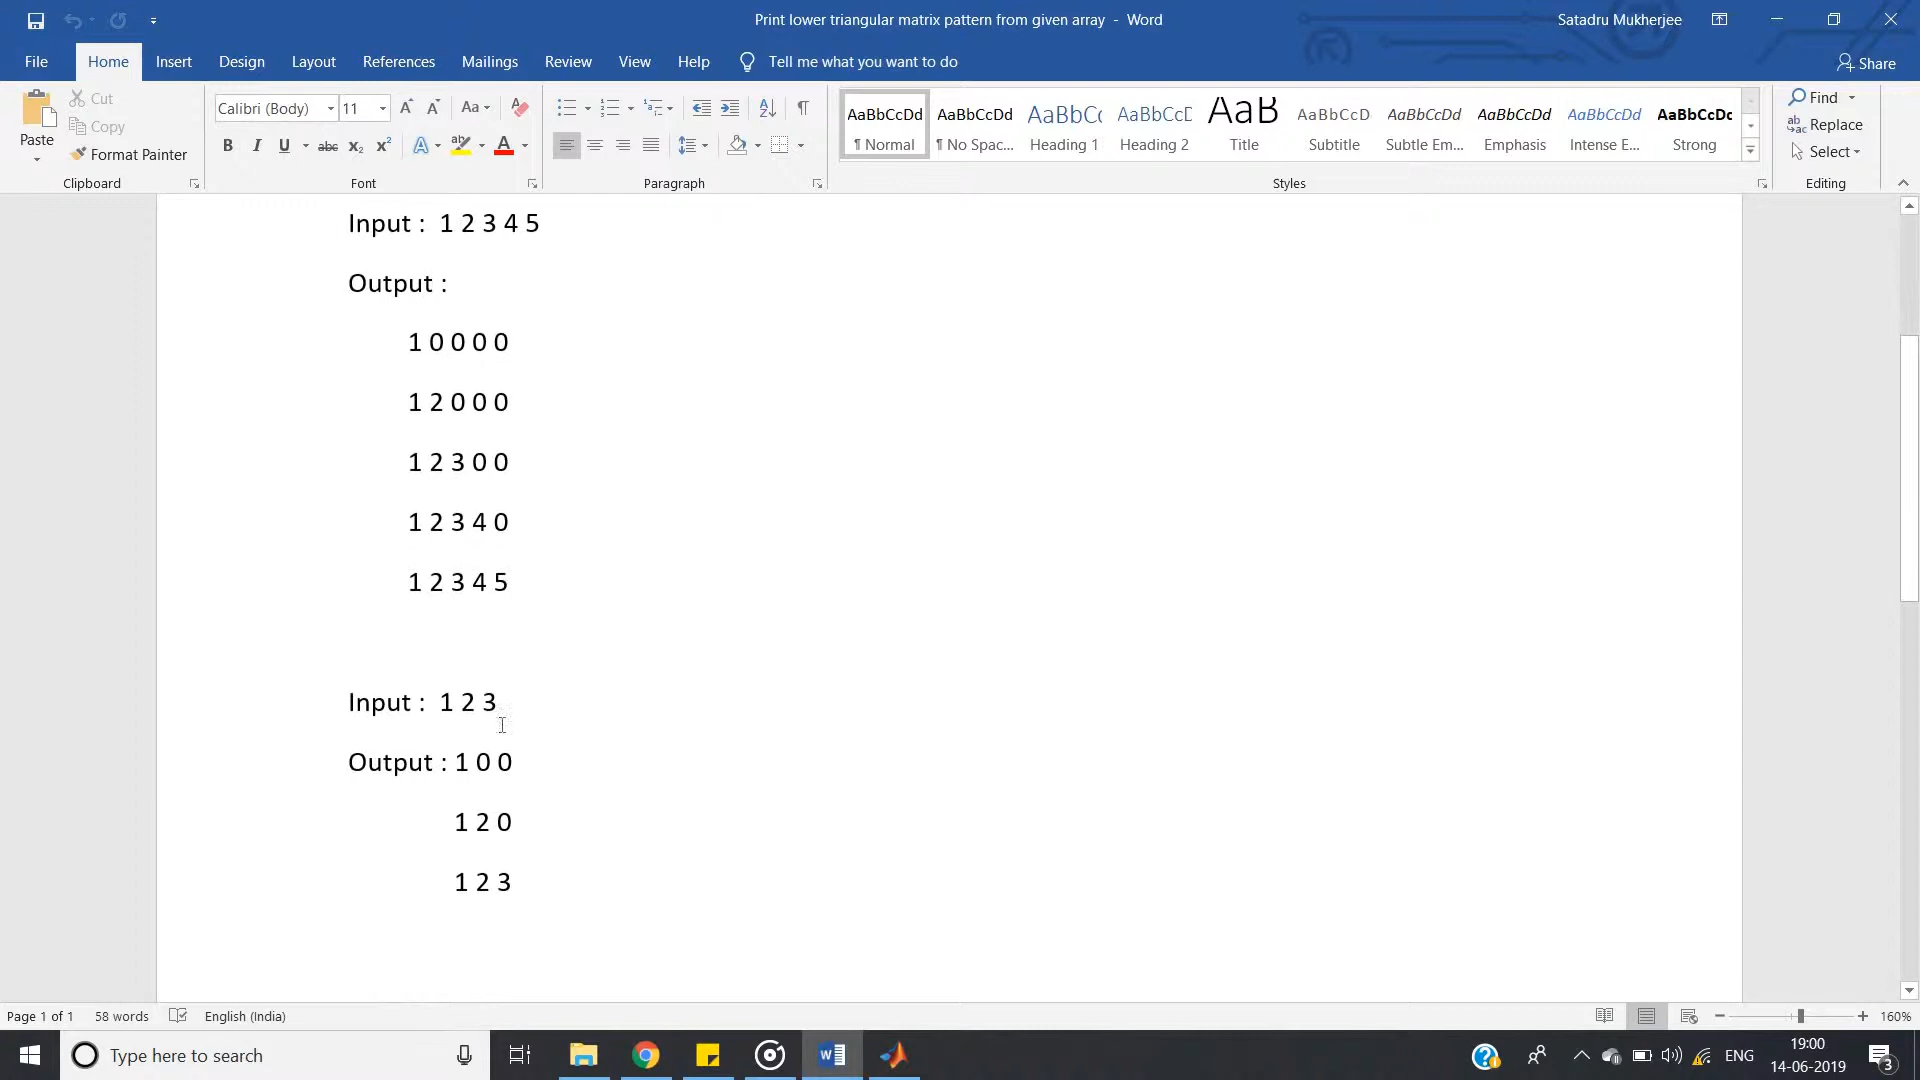 Print lower triangular matrix pattern from given array - Word
Satadru Mukherjee
File Home Insert Design Layout References Mailings Review View Help Tell me what you want to do
Share
Paste
Cut
Copy
Format Painter
Clipboard
Calibri (Body) 11
Font
Paragraph
AaBbCcDd ¶ Normal
AaBbCcDd ¶ No Spac...
AaBbCc Heading 1
AaBbCcE Heading 2
AaB Title
AaBbCcD Subtitle
AaBbCcDd Subtle Em...
AaBbCcDd Emphasis
AaBbCcDd Intense E...
AaBbCcDc Strong
Styles
Find
Replace
Select
Editing
Input : 1 2 3 4 5
Output :
1 0 0 0 0
1 2 0 0 0
1 2 3 0 0
1 2 3 4 0
1 2 3 4 5
Input : 1 2 3
Output : 1 0 0
1 2 0
1 2 3
Page 1 of 1 58 words English (India)
160%
Type here to search
ENG
19:00
14-06-2019
3